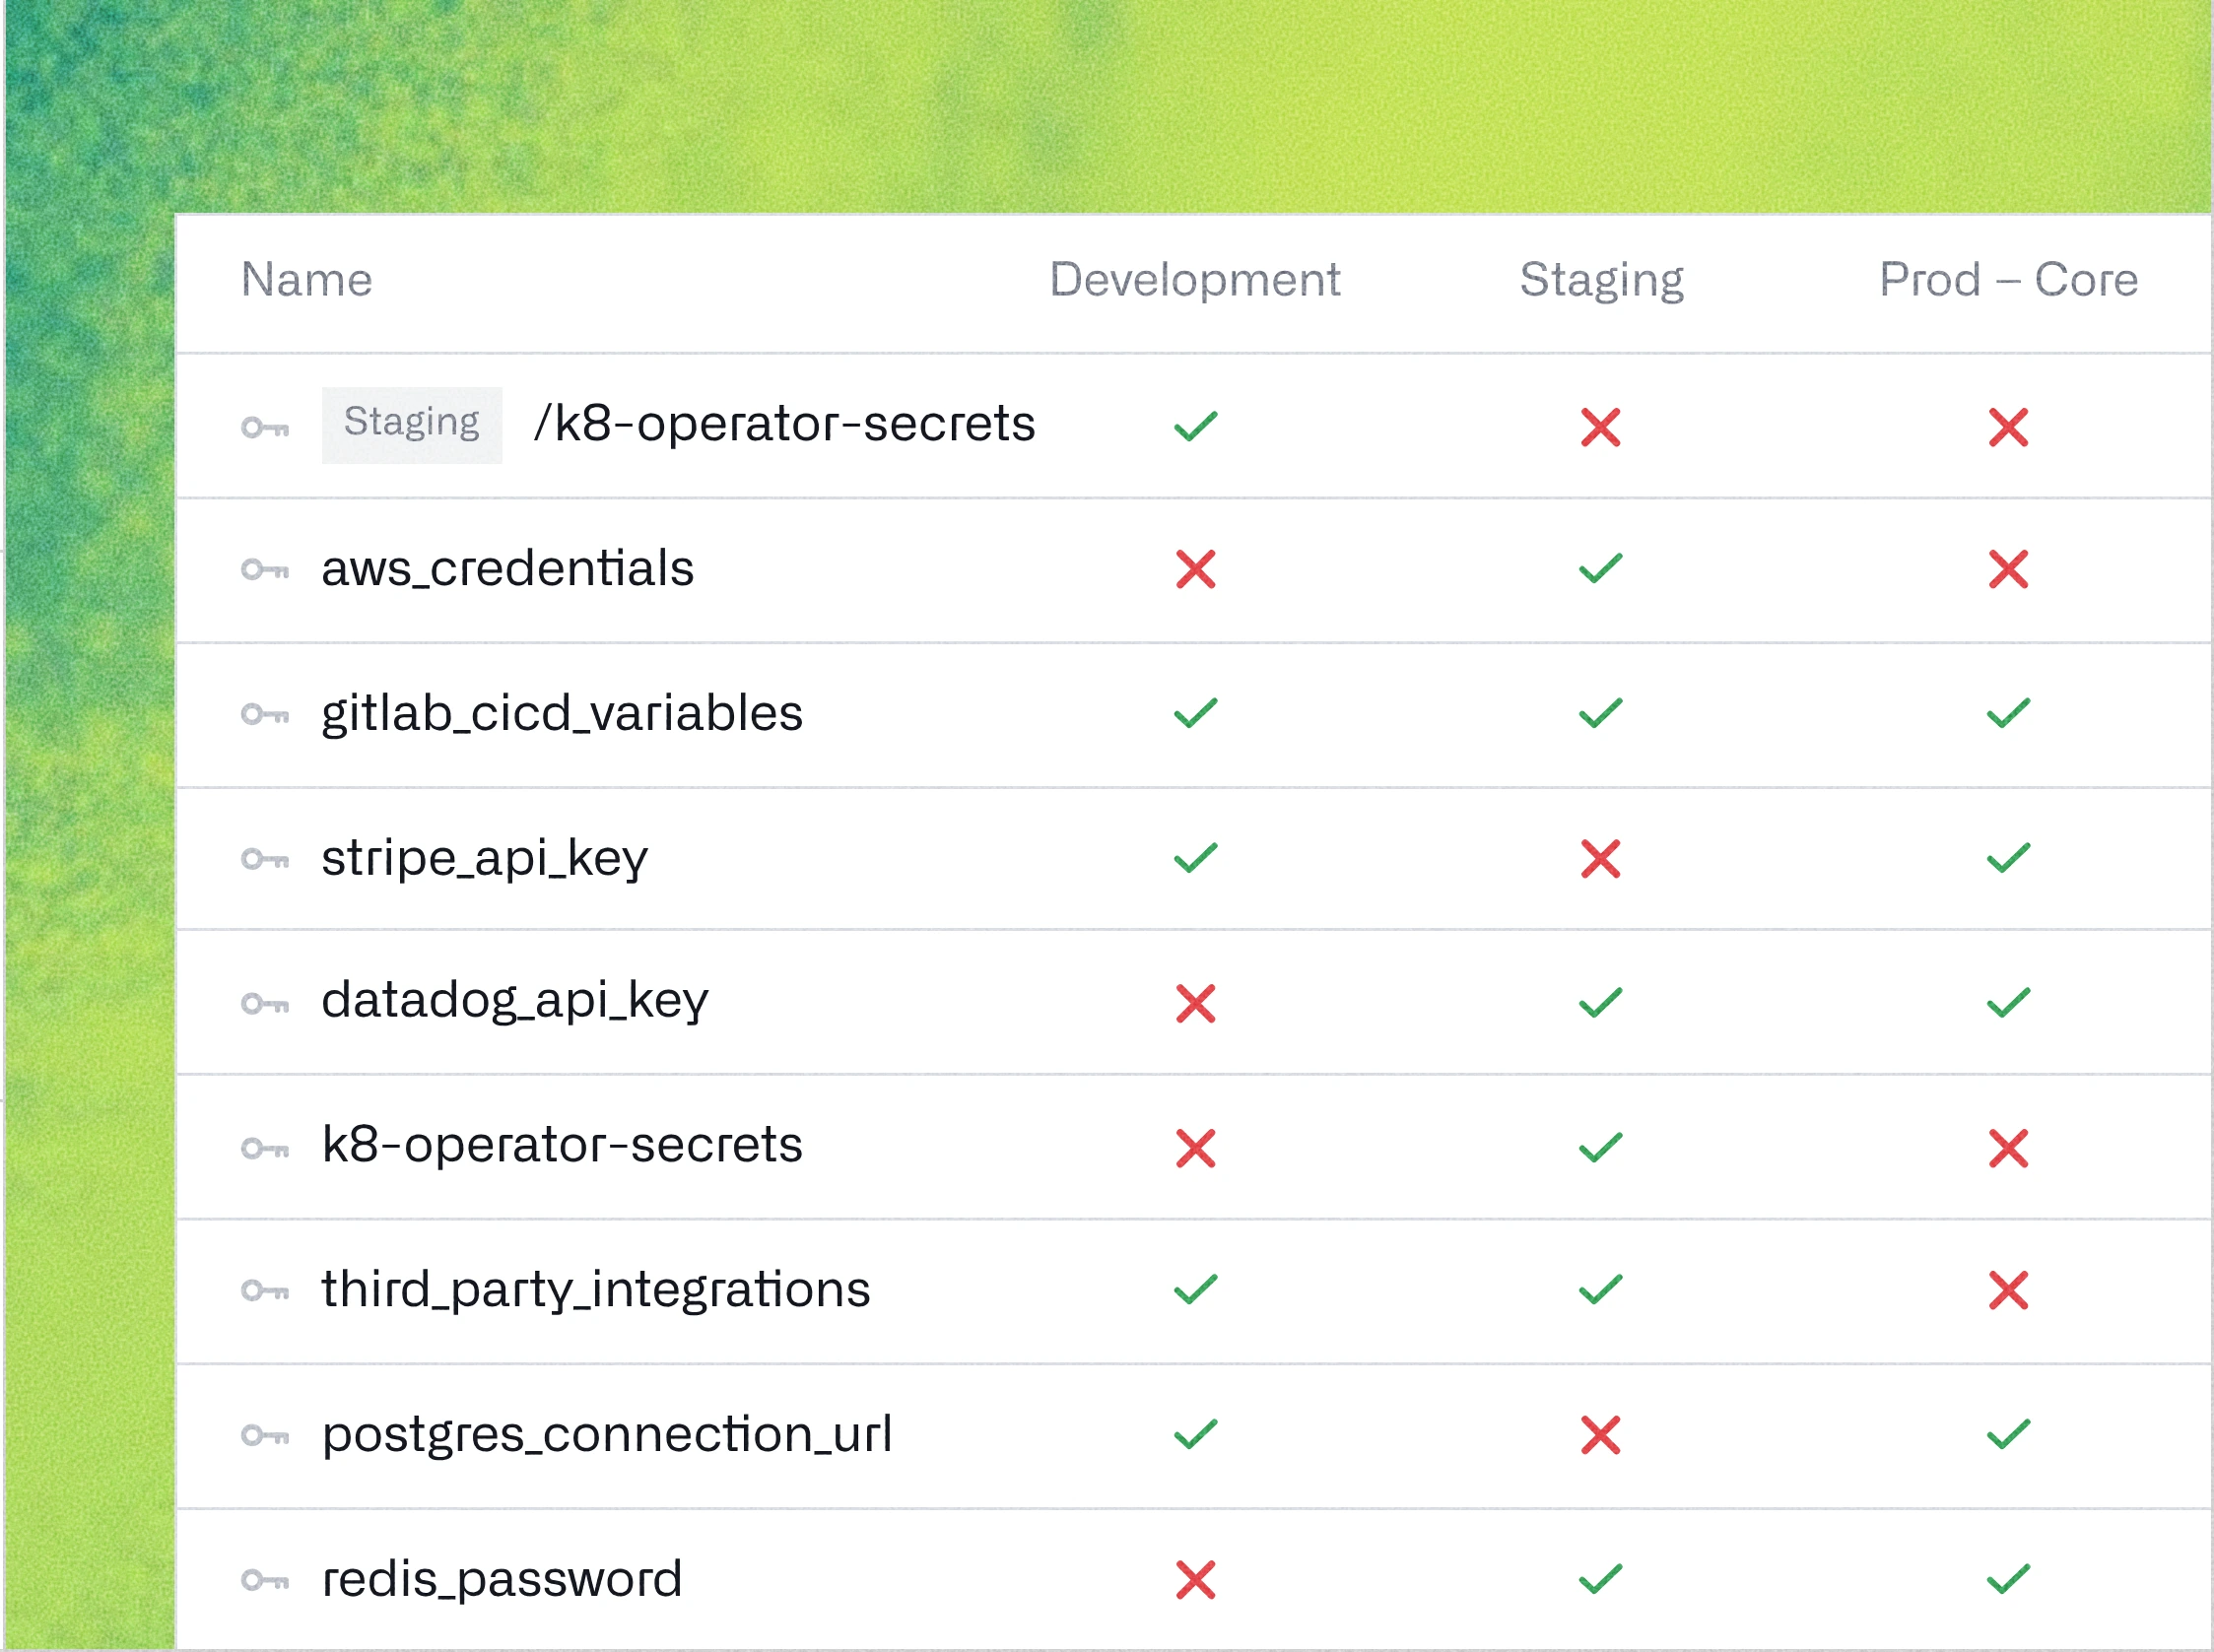 Name Development Staging Prod – Core
Staging /k8-operator-secrets
aws_credentials
gitlab_cicd_variables
stripe_api_key
datadog_api_key
k8-operator-secrets
third_party_integrations
postgres_connection_url
redis_password